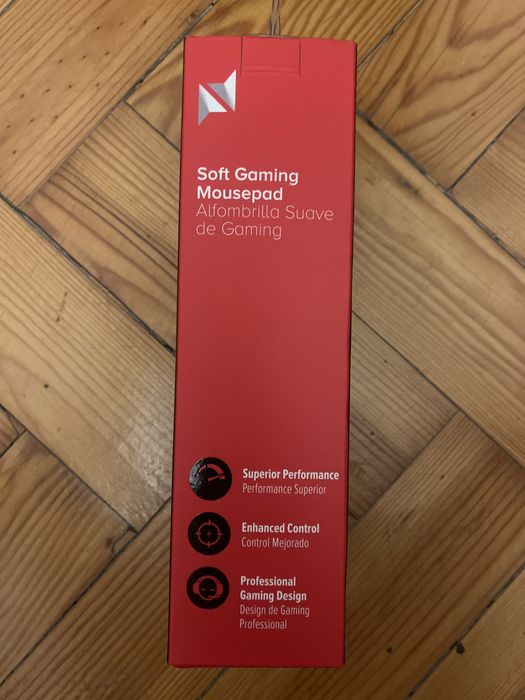 Soft Gaming
Mousepad
Alfombrilla Suave
de Gaming
Superior Performance
Performance Superior
Enhanced Control
Control Mejorado
Professional
Gaming Design
Design de Gaming
Professional